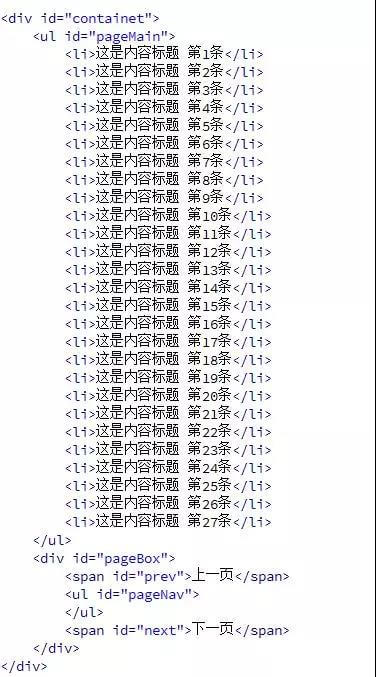 <div id="containet">
    <ul id="pageMain">
        <li>这是内容标题 第1条</li>
        <li>这是内容标题 第2条</li>
        <li>这是内容标题 第3条</li>
        <li>这是内容标题 第4条</li>
        <li>这是内容标题 第5条</li>
        <li>这是内容标题 第6条</li>
        <li>这是内容标题 第7条</li>
        <li>这是内容标题 第8条</li>
        <li>这是内容标题 第9条</li>
        <li>这是内容标题 第10条</li>
        <li>这是内容标题 第11条</li>
        <li>这是内容标题 第12条</li>
        <li>这是内容标题 第13条</li>
        <li>这是内容标题 第14条</li>
        <li>这是内容标题 第15条</li>
        <li>这是内容标题 第16条</li>
        <li>这是内容标题 第17条</li>
        <li>这是内容标题 第18条</li>
        <li>这是内容标题 第19条</li>
        <li>这是内容标题 第20条</li>
        <li>这是内容标题 第21条</li>
        <li>这是内容标题 第22条</li>
        <li>这是内容标题 第23条</li>
        <li>这是内容标题 第24条</li>
        <li>这是内容标题 第25条</li>
        <li>这是内容标题 第26条</li>
        <li>这是内容标题 第27条</li>
    </ul>
    <div id="pageBox">
        <span id="prev">上一页</span>
        <ul id="pageNav">
        </ul>
        <span id="next">下一页</span>
    </div>
</div>